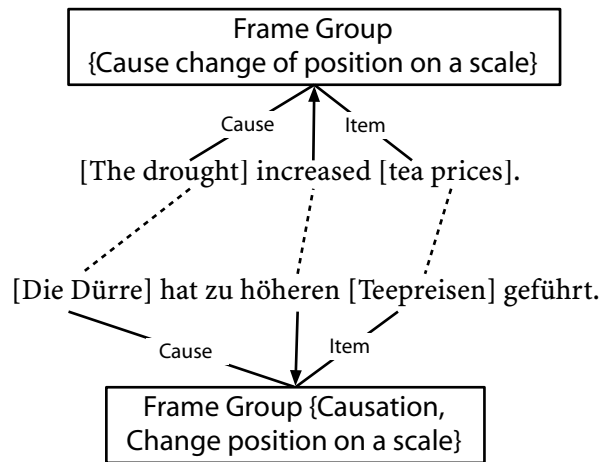 Frame Group
{Cause change of position on a scale}
Cause Item
[The drought] increased [tea prices].
[Die Dürre] hat zu höheren [Teepreisen] geführt.
Cause Item
Frame Group {Causation,
Change position on a scale}